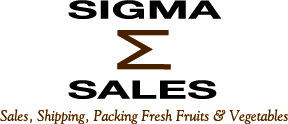 SIGMA
Σ
SALES
Sales, Shipping, Packing Fresh Fruits & Vegetables